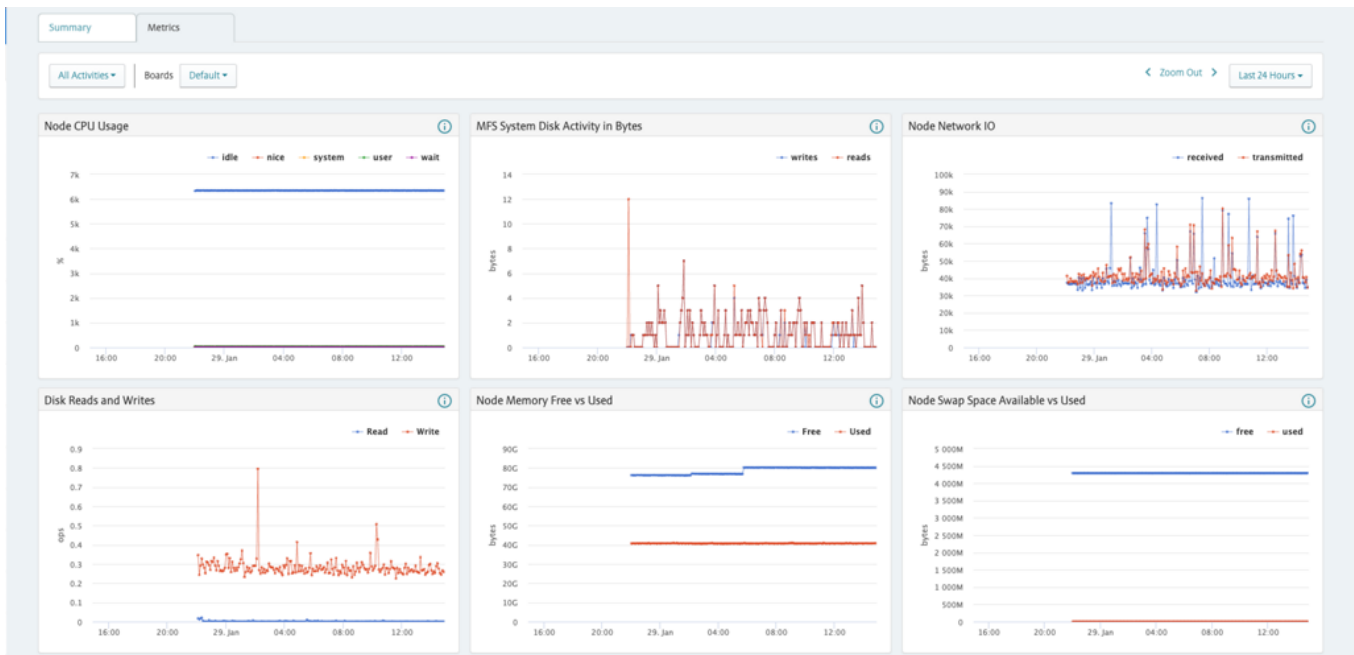 Summary
Metrics
All Activities
Boards
Default
Zoom Out
Last 24 Hours
Node CPU Usage
idle nice system user wait
7k
6k
5k
4k
3k
2k
1k
0
%
16:00 20:00 29. Jan 04:00 08:00 12:00
MFS System Disk Activity in Bytes
writes reads
14
12
10
8
6
4
2
0
bytes
16:00 20:00 29. Jan 04:00 08:00 12:00
Node Network IO
received transmitted
100k
90k
80k
70k
60k
50k
40k
30k
20k
10k
0
bytes
16:00 20:00 29. Jan 04:00 08:00 12:00
Disk Reads and Writes
Read Write
0.9
0.8
0.7
0.6
0.5
0.4
0.3
0.2
0.1
0
ops
16:00 20:00 29. Jan 04:00 08:00 12:00
Node Memory Free vs Used
Free Used
90G
80G
70G
60G
50G
40G
30G
20G
10G
0
bytes
16:00 20:00 29. Jan 04:00 08:00 12:00
Node Swap Space Available vs Used
free used
5 000M
4 500M
4 000M
3 500M
3 000M
2 500M
2 000M
1 500M
1 000M
500M
0
bytes
16:00 20:00 29. Jan 04:00 08:00 12:00